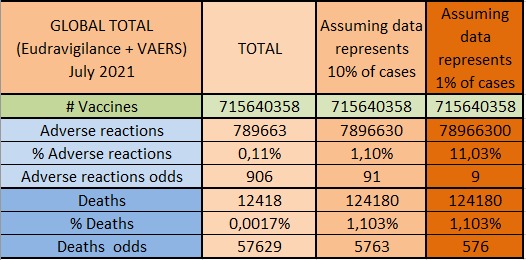 GLOBAL TOTAL (Eudravigilance + VAERS) July 2021 TOTAL Assuming data represents 10% of cases Assuming data represents 1% of cases
# Vaccines 715640358 715640358 715640358
Adverse reactions 789663 7896630 78966300
% Adverse reactions 0,11% 1,10% 11,03%
Adverse reactions odds 906 91 9
Deaths 12418 124180 124180
% Deaths 0,0017% 1,103% 1,103%
Deaths odds 57629 5763 576